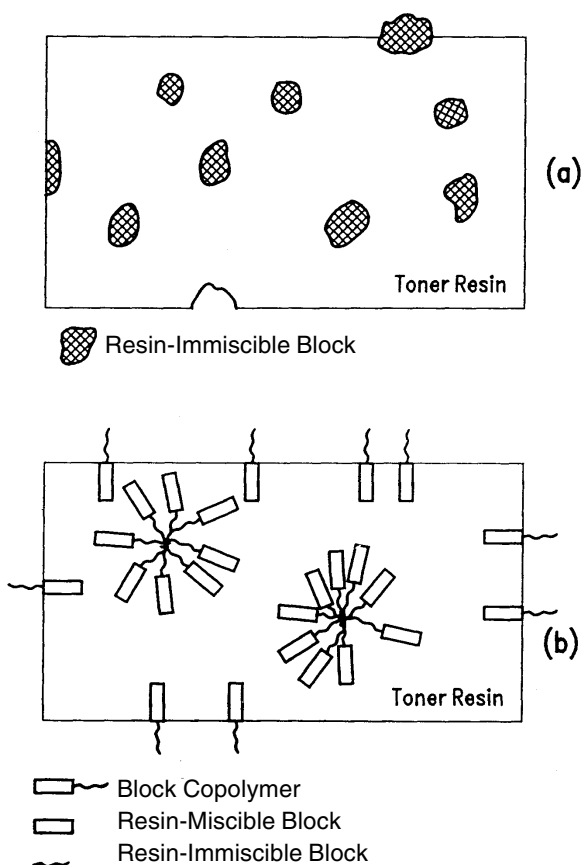 (a)
Toner Resin
Resin-Immiscible Block
(b)
Toner Resin
Block Copolymer
Resin-Miscible Block
Resin-Immiscible Block